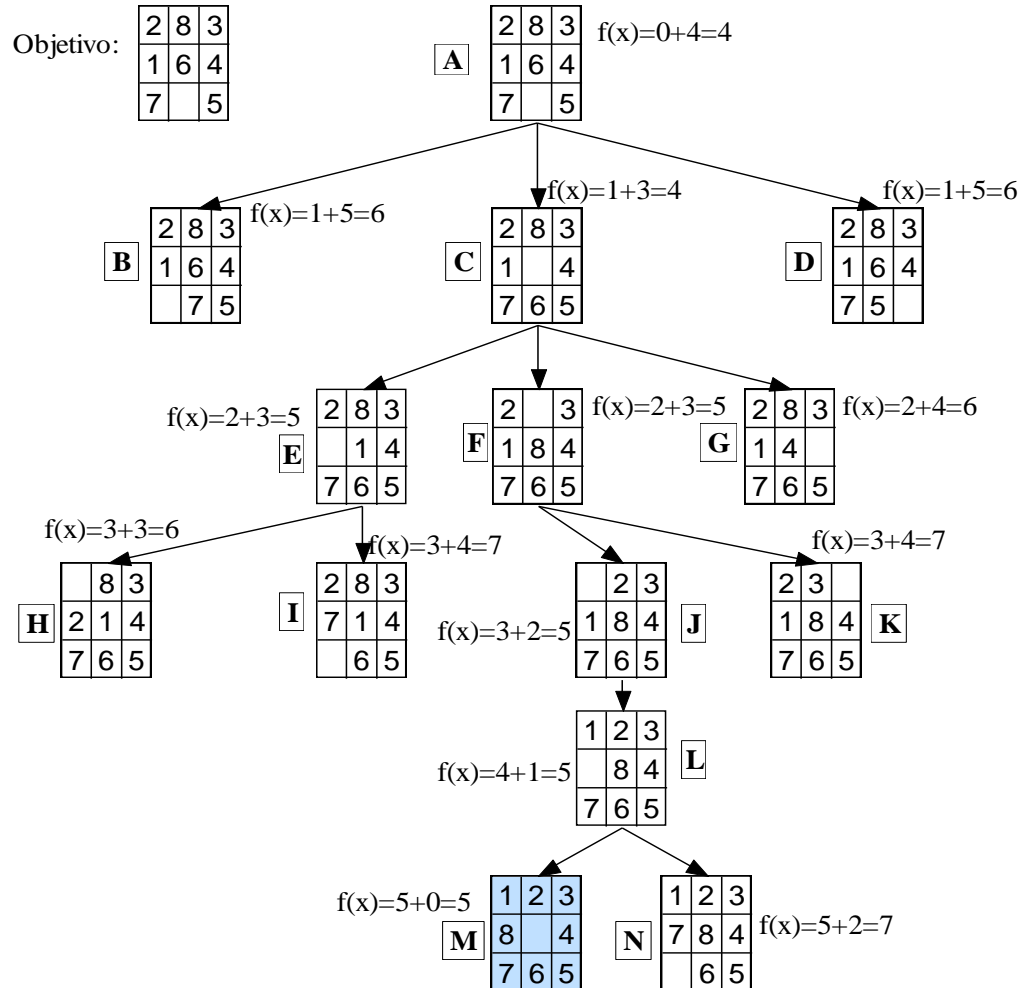 Objetivo:
2 8 3
1 6 4
7 5
A
2 8 3
1 6 4
7 5
f(x)=0+4=4
B
2 8 3
1 6 4
7 5
f(x)=1+5=6
C
2 8 3
1 4
7 6 5
f(x)=1+3=4
D
2 8 3
1 6 4
7 5
f(x)=1+5=6
f(x)=2+3=5
E
2 8 3
1 4
7 6 5
F
2 3
1 8 4
7 6 5
f(x)=2+3=5
G
2 8 3
1 4
7 6 5
f(x)=2+4=6
f(x)=3+3=6
H
8 3
2 1 4
7 6 5
I
f(x)=3+4=7
2 8 3
7 1 4
6 5
f(x)=3+2=5
2 3
1 8 4
7 6 5
J
f(x)=3+4=7
2 3
1 8 4
7 6 5
K
f(x)=4+1=5
1 2 3
8 4
7 6 5
L
f(x)=5+0=5
M
1 2 3
8 4
7 6 5
N
1 2 3
7 8 4
6 5
f(x)=5+2=7